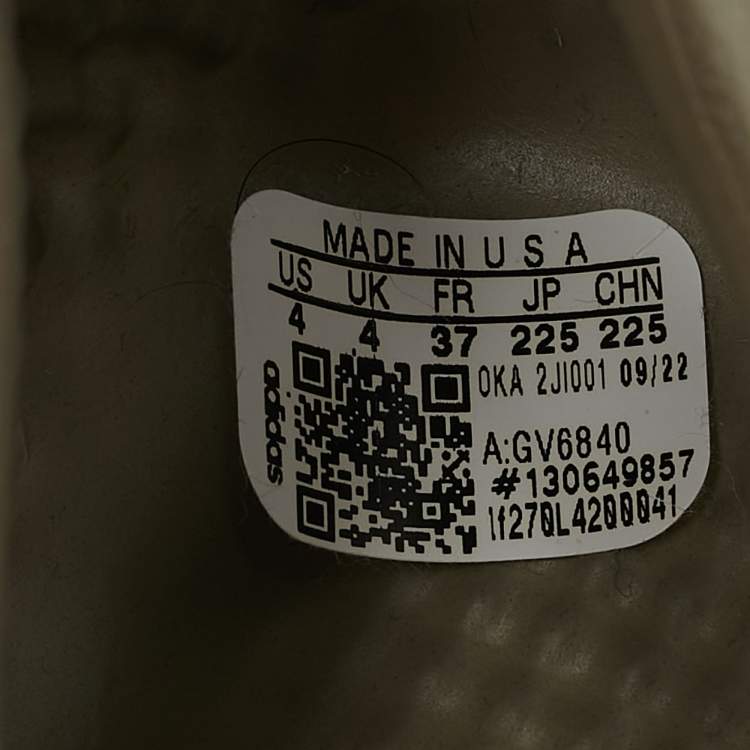 MADE IN U S A
US UK FR JP CHN
4 4 37 225 225
adidas
OKA 2JI001 09/22
A:GV6840
#130649857
lf270L4200041